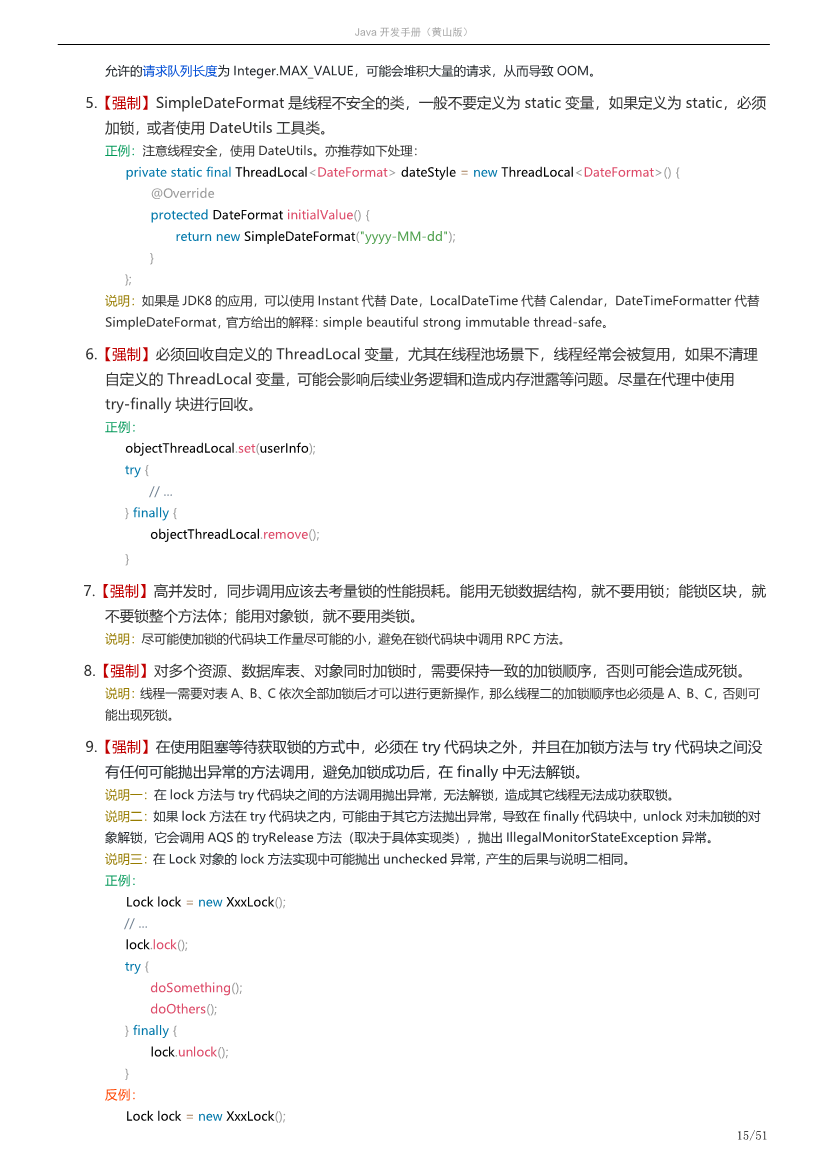 Java 开发手册（黄山版）
允许的请求队列长度为 Integer.MAX_VALUE，可能会堆积大量的请求，从而导致 OOM。
5.【强制】SimpleDateFormat 是线程不安全的类，一般不要定义为 static 变量，如果定义为 static，必须
加锁，或者使用 DateUtils 工具类。
正例：注意线程安全，使用 DateUtils。亦推荐如下处理：
private static final ThreadLocal<DateFormat> dateStyle = new ThreadLocal<DateFormat>() {
@Override
protected DateFormat initialValue() {
return new SimpleDateFormat("yyyy-MM-dd");
}
};
说明：如果是 JDK8 的应用，可以使用 Instant 代替 Date，LocalDateTime 代替 Calendar，DateTimeFormatter 代替
SimpleDateFormat，官方给出的解释：simple beautiful strong immutable thread-safe。
6.【强制】必须回收自定义的 ThreadLocal 变量，尤其在线程池场景下，线程经常会被复用，如果不清理
自定义的 ThreadLocal 变量，可能会影响后续业务逻辑和造成内存泄露等问题。尽量在代理中使用
try-finally 块进行回收。
正例：
objectThreadLocal.set(userInfo);
try {
// ...
} finally {
objectThreadLocal.remove();
}
7.【强制】高并发时，同步调用应该去考量锁的性能损耗。能用无锁数据结构，就不要用锁；能锁区块，就
不要锁整个方法体；能用对象锁，就不要用类锁。
说明：尽可能使加锁的代码块工作量尽可能的小，避免在锁代码块中调用 RPC 方法。
8.【强制】对多个资源、数据库表、对象同时加锁时，需要保持一致的加锁顺序，否则可能会造成死锁。
说明：线程一需要对表 A、B、C 依次全部加锁后才可以进行更新操作，那么线程二的加锁顺序也必须是 A、B、C，否则可
能出现死锁。
9.【强制】在使用阻塞等待获取锁的方式中，必须在 try 代码块之外，并且在加锁方法与 try 代码块之间没
有任何可能抛出异常的方法调用，避免加锁成功后，在 finally 中无法解锁。
说明一：在 lock 方法与 try 代码块之间的方法调用抛出异常，无法解锁，造成其它线程无法成功获取锁。
说明二：如果 lock 方法在 try 代码块之内，可能由于其它方法抛出异常，导致在 finally 代码块中，unlock 对未加锁的对
象解锁，它会调用 AQS 的 tryRelease 方法（取决于具体实现类），抛出 IllegalMonitorStateException 异常。
说明三：在 Lock 对象的 lock 方法实现中可能抛出 unchecked 异常，产生的后果与说明二相同。
正例：
Lock lock = new XxxLock();
// ...
lock.lock();
try {
doSomething();
doOthers();
} finally {
lock.unlock();
}
反例：
Lock lock = new XxxLock();
15/51